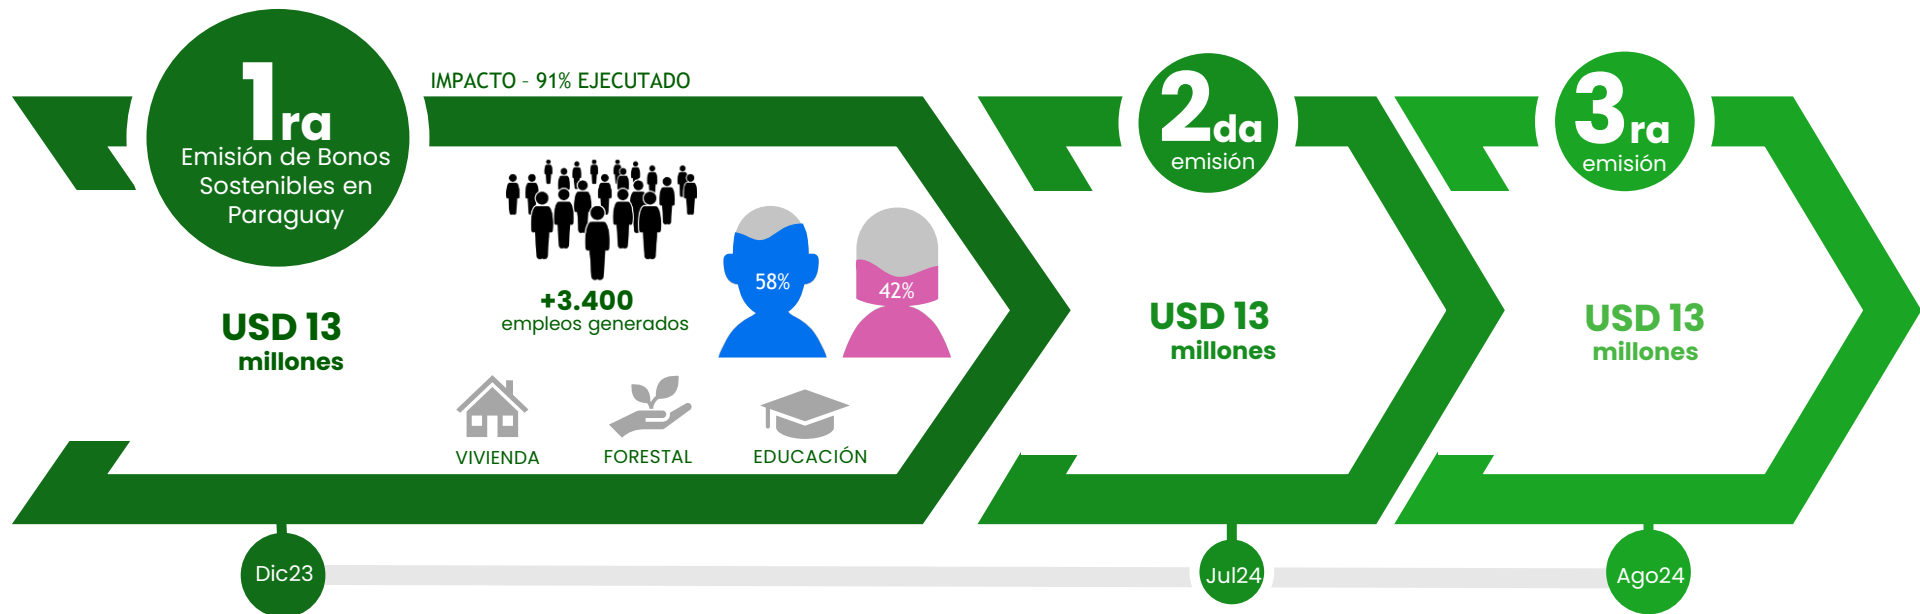 1ra
Emisión de Bonos
Sostenibles en
Paraguay
USD 13
millones
IMPACTO - 91% EJECUTADO
+3.400
empleos generados
58%
42%
VIVIENDA
FORESTAL
EDUCACIÓN
2da
emisión
USD 13
millones
3ra
emisión
USD 13
millones
Dic23
Jul24
Ago24